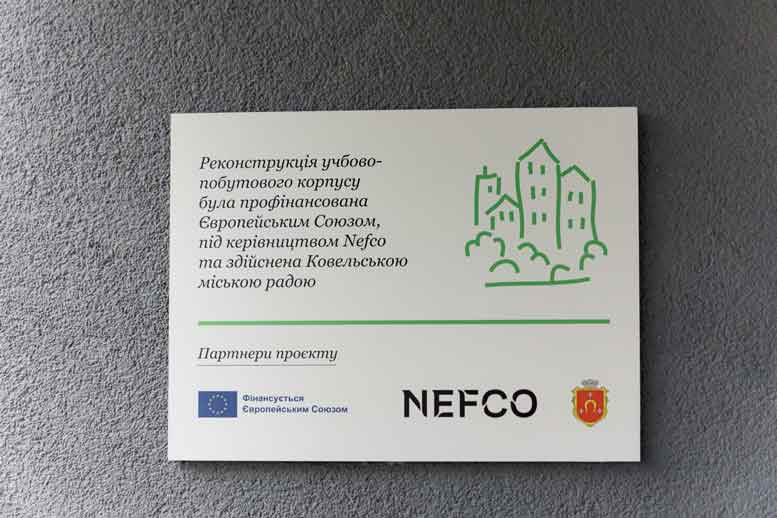 Реконструкція учбово-
побутового корпусу
була профінансована
Європейським Союзом,
під керівництвом Nefco
та здійснена Ковельською
міською радою
Партнери проєкту
Фінансується
Європейським Союзом
NEFCO